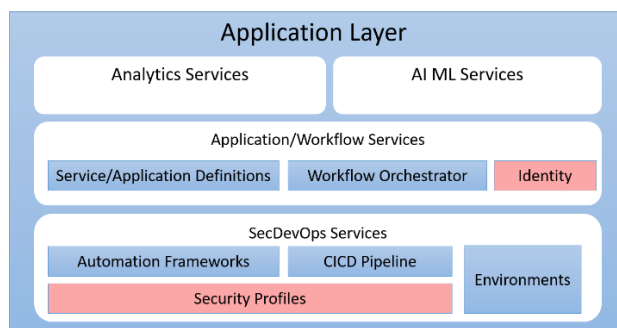 Application Layer
Analytics Services
AI ML Services
Application/Workflow Services
Service/Application Definitions
Workflow Orchestrator
Identity
SecDevOps Services
Automation Frameworks
CICD Pipeline
Environments
Security Profiles